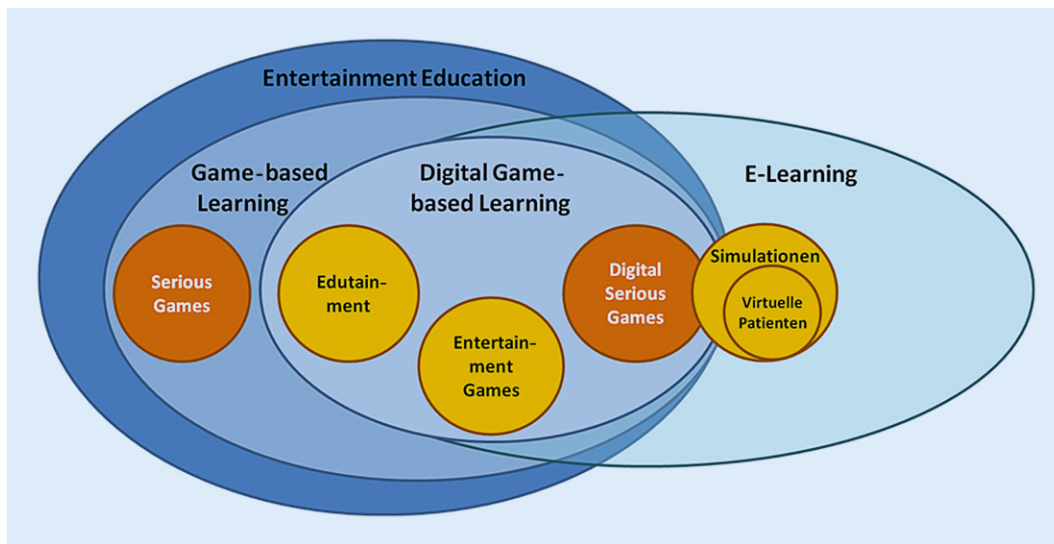 Entertainment Education
Game-based
Learning
Digital Game-
based Learning
E-Learning
Serious
Games
Edutain-
ment
Entertain-
ment
Games
Digital
Serious
Games
Simulationen
Virtuelle
Patienten